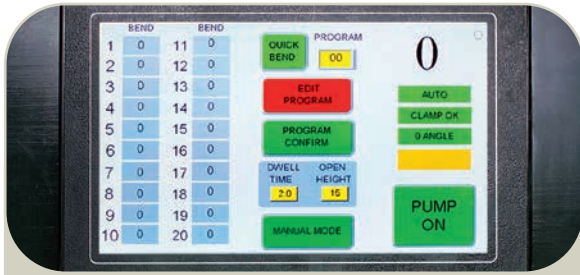 BEND BEND
1 0 11 0
2 0 12 0
3 0 13 0
4 0 14 0
5 0 15 0
6 0 16 0
7 0 17 0
8 0 18 0
9 0 19 0
10 0 20 0
QUICK
BEND
PROGRAM
00
EDIT
PROGRAM
PROGRAM
CONFIRM
DWELL
TIME
OPEN
HEIGHT
2.0 15
MANUAL MODE
0
AUTO
CLAMP OK
0 ANGLE
PUMP
ON